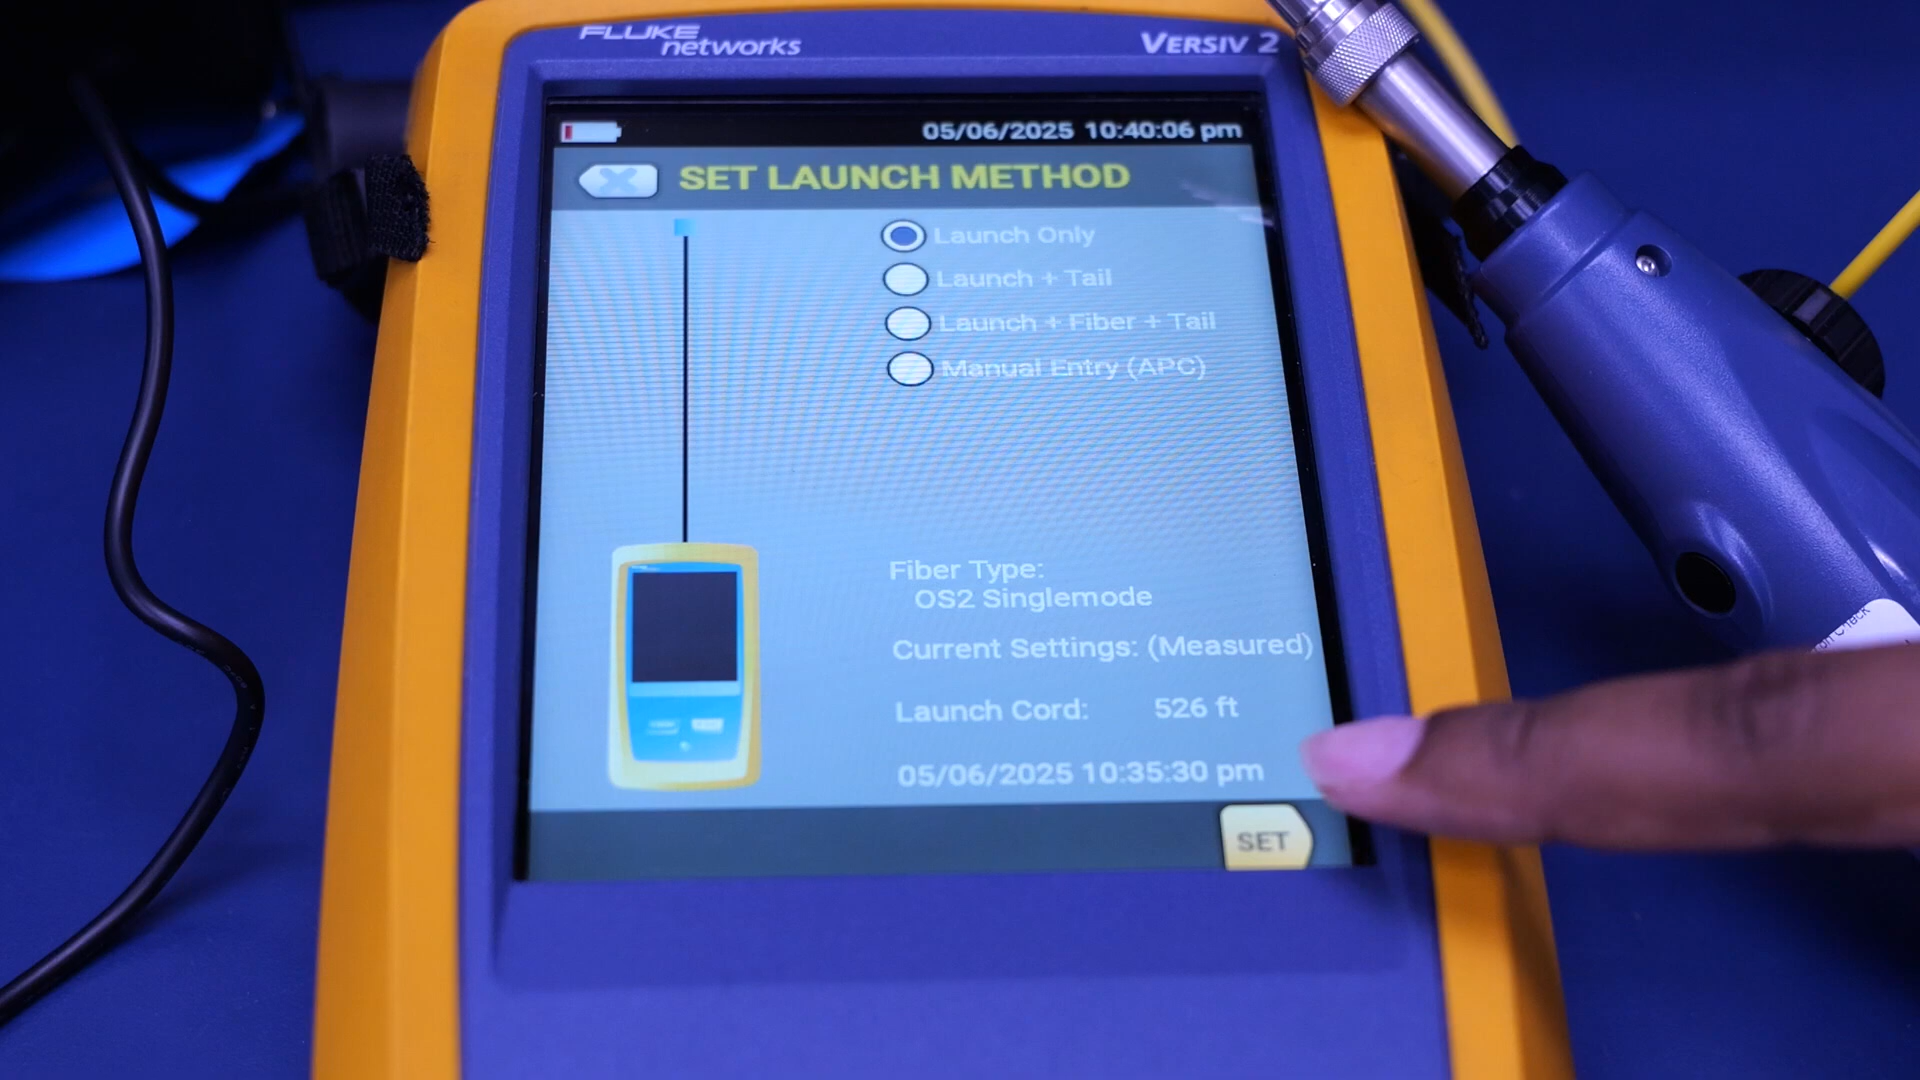 FLUKE
networks
VERSIV 2
05/06/2025 10:40:06 pm
SET LAUNCH METHOD
Launch Only
Launch + Tail
Launch + Fiber + Tail
Manual Entry (APC)
Fiber Type:
OS2 Singlemode
Current Settings: (Measured)
Launch Cord: 526 ft
05/06/2025 10:35:30 pm
SET